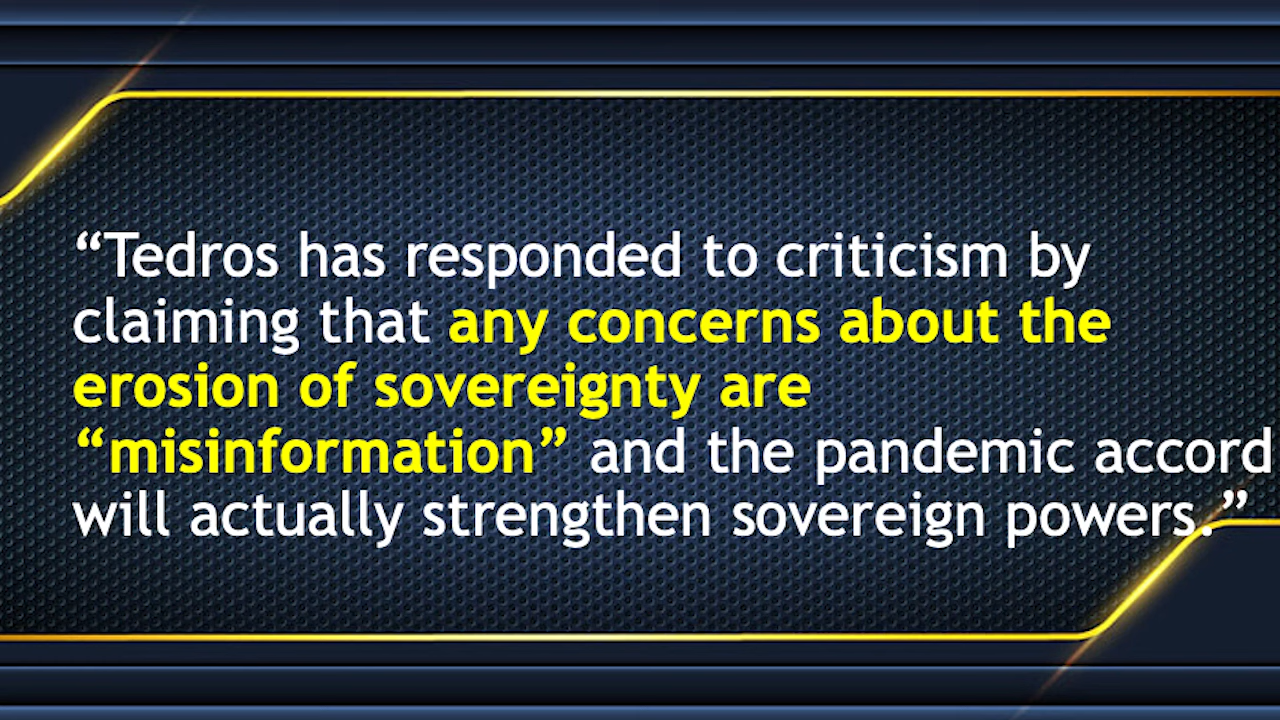 “Tedros has responded to criticism by
claiming that any concerns about the
erosion of sovereignty are
“misinformation” and the pandemic accord
will actually strengthen sovereign powers.”